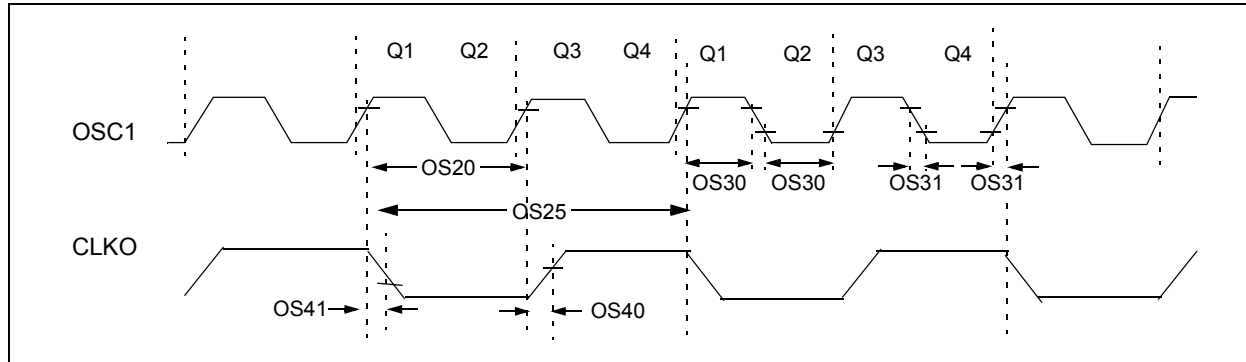 Q1 Q2 Q3 Q4 Q1 Q2 Q3 Q4
OSC1
OS20 OS30 OS30 OS31 OS31
OS25
CLKO
OS41 OS40